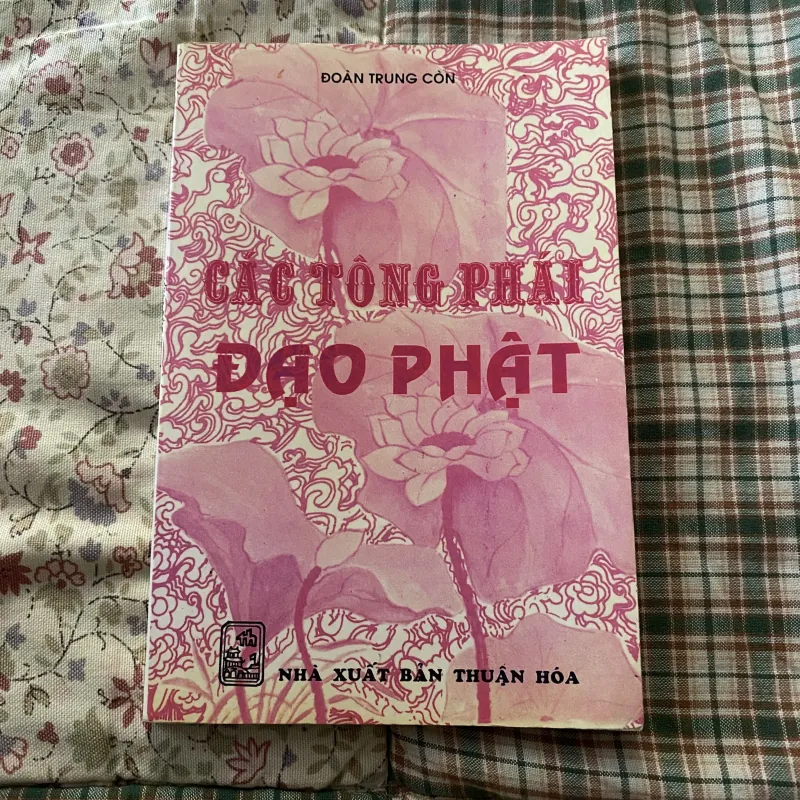 ĐOÀN TRUNG CÒN
CÁC TÔNG PHÁI
ĐẠO PHẬT
NHÀ XUẤT BẢN THUẬN HÓA